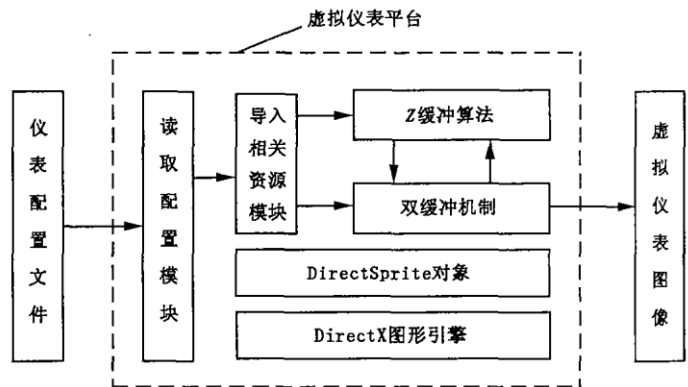 虚拟仪表平台
仪表配置文件
读取配置模块
导入相关资源模块
Z缓冲算法
双缓冲机制
DirectSprite对象
DirectX图形引擎
虚拟仪表图像